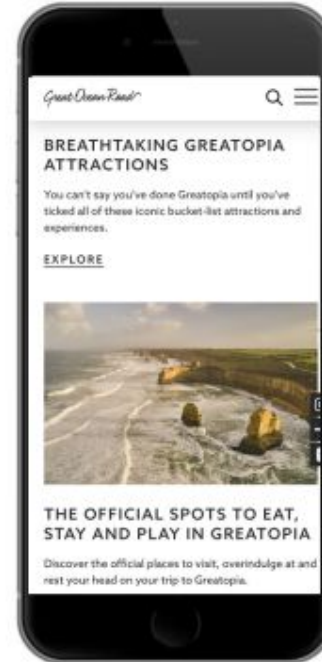 Great Ocean Road
BREATHTAKING GREATOPIA
ATTRACTIONS
You can't say you've done Greatopia until you've
ticked all of these iconic bucket-list attractions and
experiences.
EXPLORE
THE OFFICIAL SPOTS TO EAT,
STAY AND PLAY IN GREATOPIA
Discover the official places to visit, overindulge at and
rest your head on your trip to Greatopia.